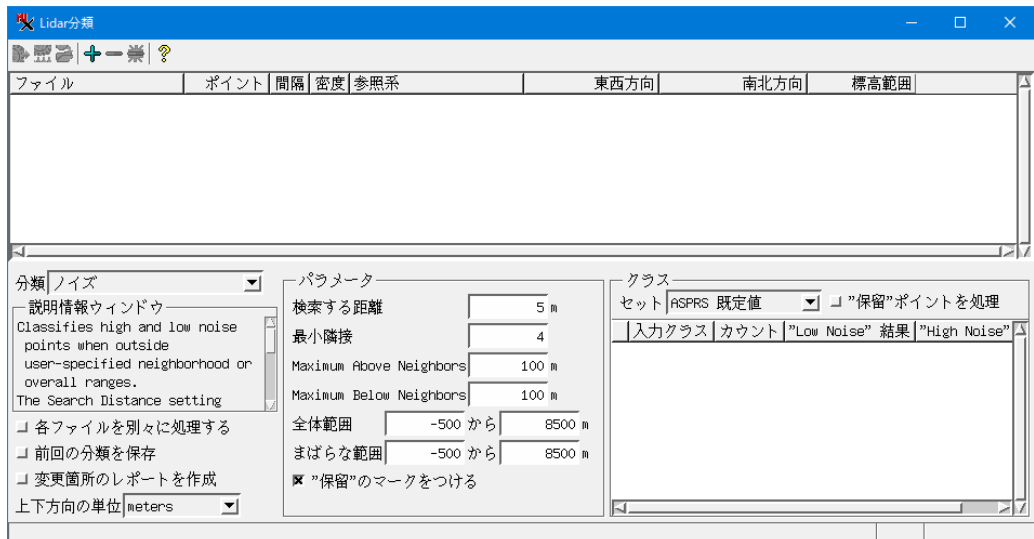 Lidar分類
ファイル ポイント 間隔 密度 参照系 東西方向 南北方向 標高範囲
分類 ノイズ
説明情報ウィンドウ
Classifies high and low noise
points when outside
user-specified neighborhood or
overall ranges.
The Search Distance setting
各ファイルを別々に処理する
前回の分類を保存
変更箇所のレポートを作成
上下方向の単位 meters
パラメータ
検索する距離 5 m
最小隣接 4
Maximum Above Neighbors 100 m
Maximum Below Neighbors 100 m
全体範囲 -500 から 8500 m
まばらな範囲 -500 から 8500 m
"保留"のマークをつける
クラス
セット ASPRS 既定値 "保留"ポイントを処理
入力クラス カウント "Low Noise" 結果 "High Noise"